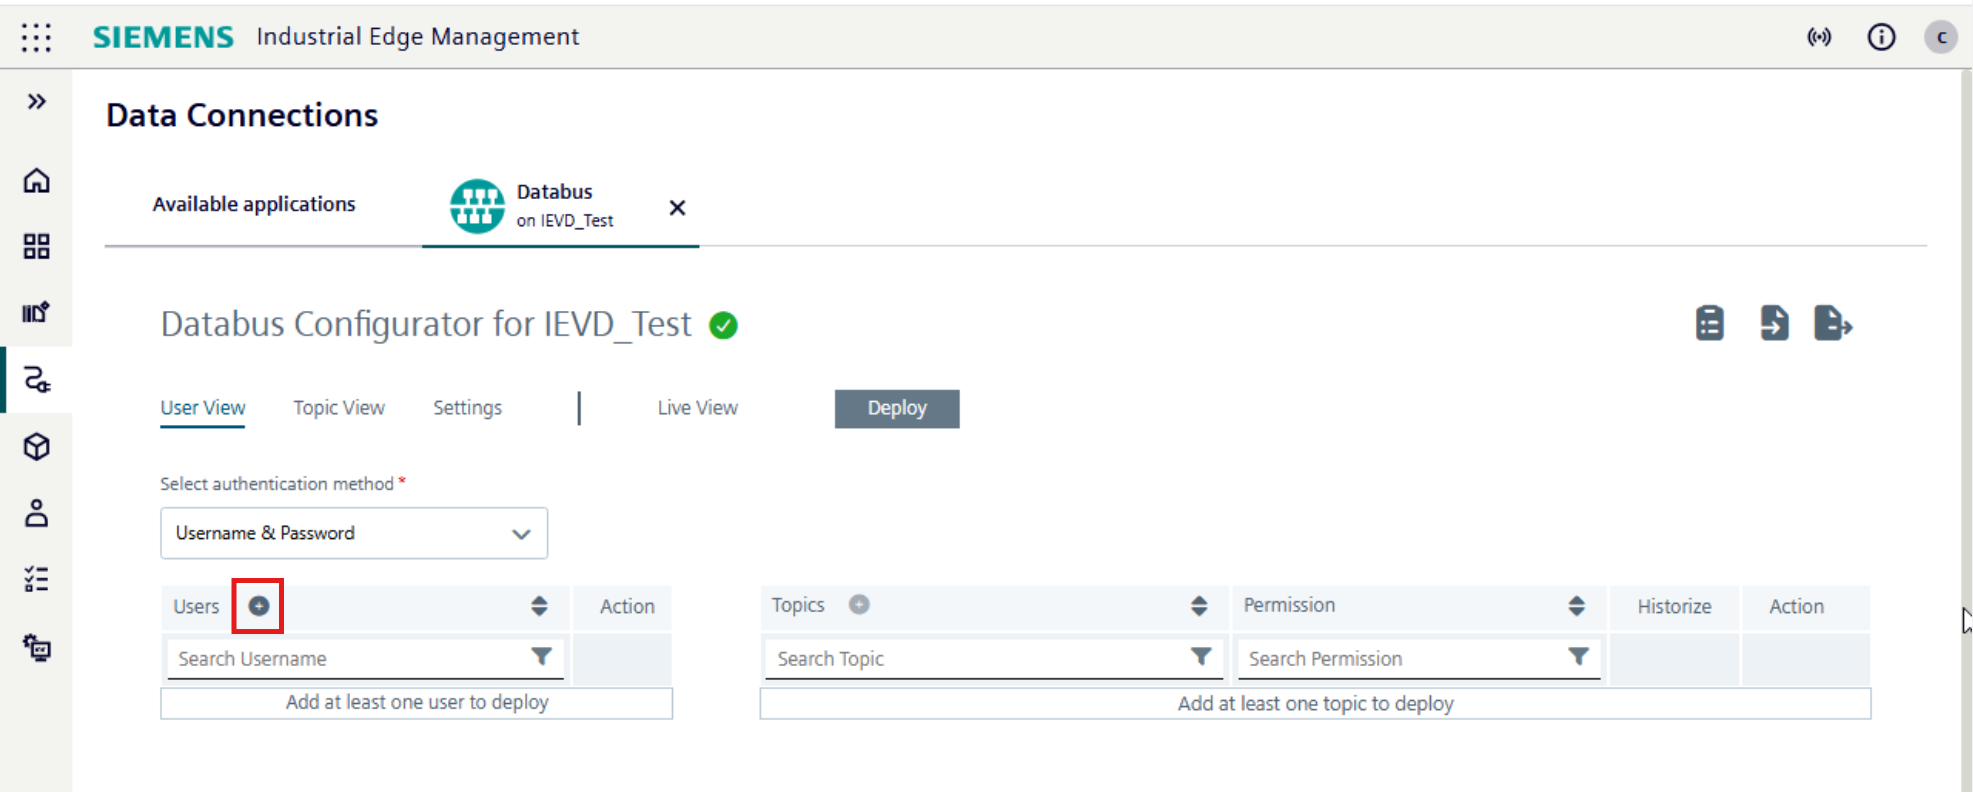 SIEMENS Industrial Edge Management
C
Data Connections
Available applications
Databus
on IEVD_Test
Databus Configurator for IEVD_Test
User View Topic View Settings Live View Deploy
Select authentication method *
Username & Password
Users Action Topics Permission Historize Action
Search Username Search Topic Search Permission
Add at least one user to deploy Add at least one topic to deploy